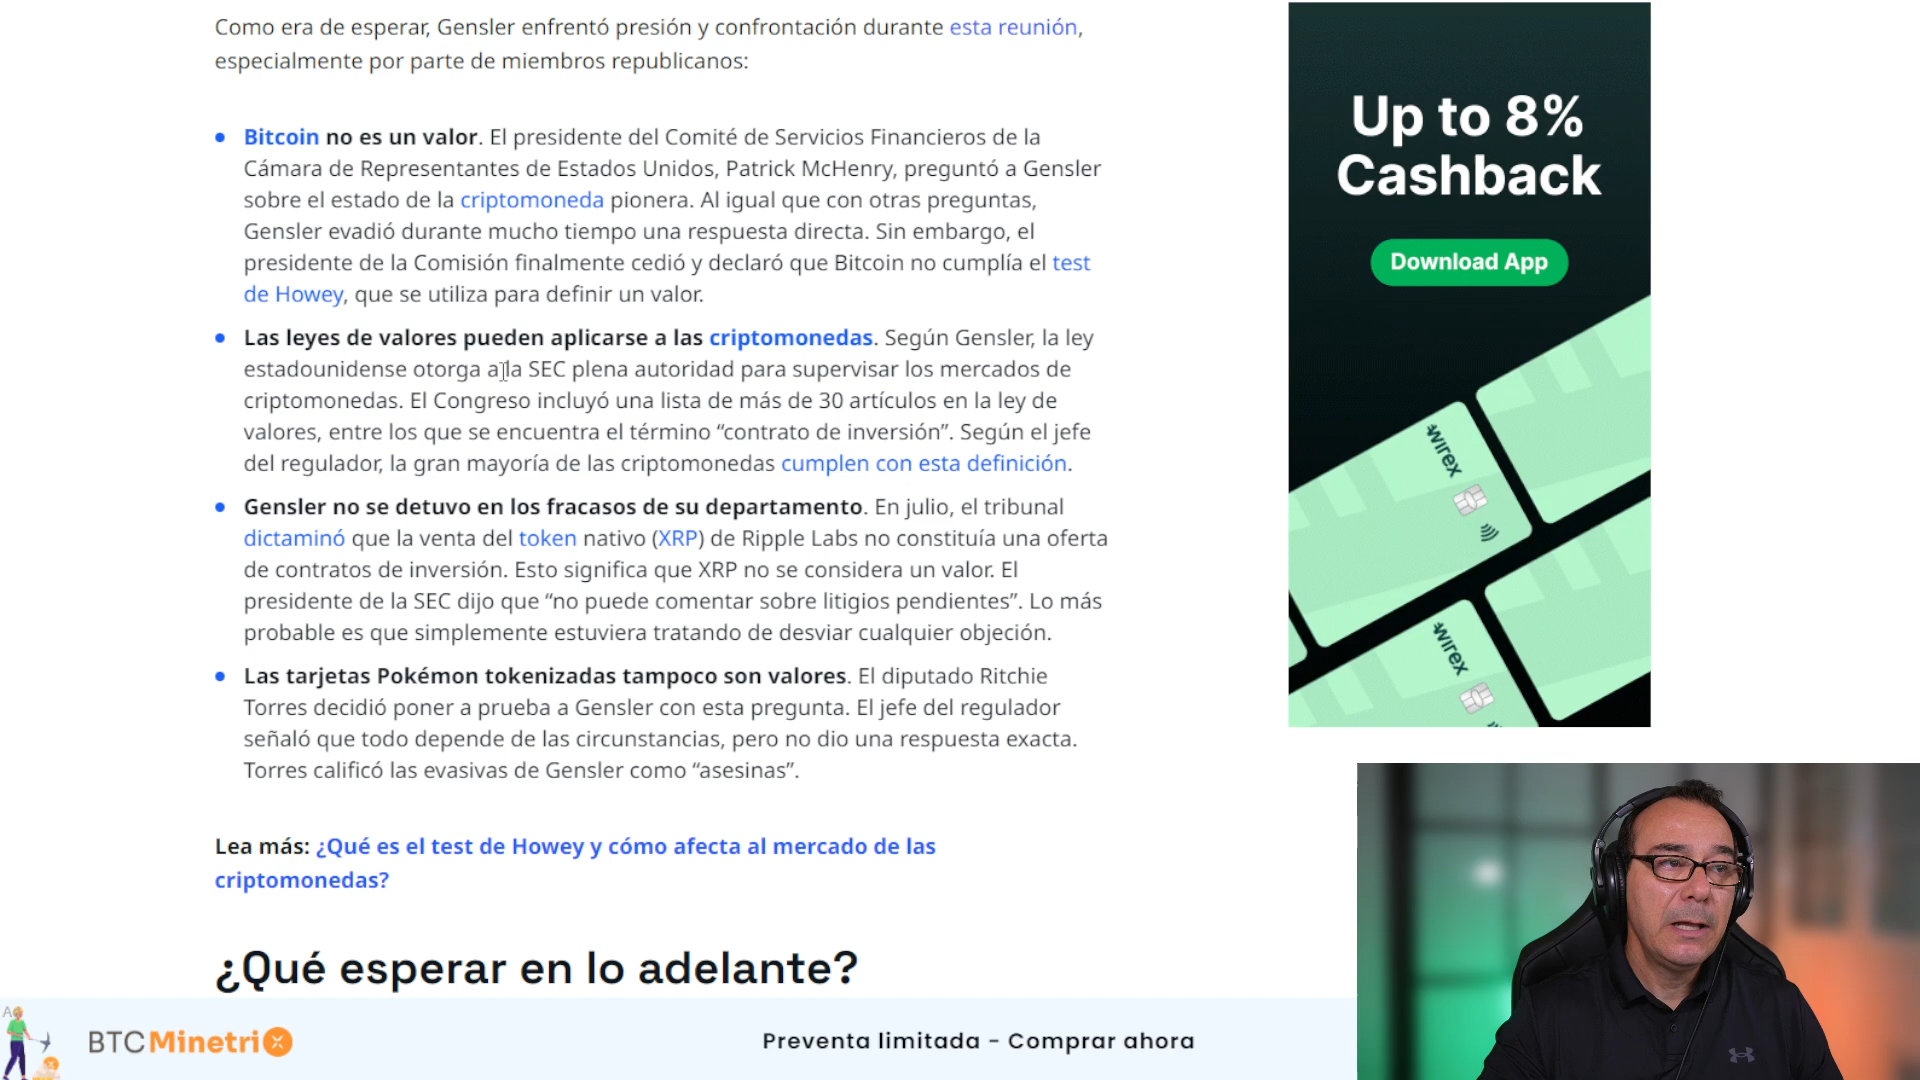 Como era de esperar, Gensler enfrentó presión y confrontación durante esta reunión,
especialmente por parte de miembros republicanos:
Bitcoin no es un valor. El presidente del Comité de Servicios Financieros de la
Cámara de Representantes de Estados Unidos, Patrick McHenry, preguntó a Gensler
sobre el estado de la criptomoneda pionera. Al igual que con otras preguntas,
Gensler evadió durante mucho tiempo una respuesta directa. Sin embargo, el
presidente de la Comisión finalmente cedió y declaró que Bitcoin no cumplía el test
de Howey, que se utiliza para definir un valor.
Las leyes de valores pueden aplicarse a las criptomonedas. Según Gensler, la ley
estadounidense otorga a la SEC plena autoridad para supervisar los mercados de
criptomonedas. El Congreso incluyó una lista de más de 30 artículos en la ley de
valores, entre los que se encuentra el término “contrato de inversión”. Según el jefe
del regulador, la gran mayoría de las criptomonedas cumplen con esta definición.
Gensler no se detuvo en los fracasos de su departamento. En julio, el tribunal
dictaminó que la venta del token nativo (XRP) de Ripple Labs no constituía una oferta
de contratos de inversión. Esto significa que XRP no se considera un valor. El
presidente de la SEC dijo que “no puede comentar sobre litigios pendientes”. Lo más
probable es que simplemente estuviera tratando de desviar cualquier objeción.
Las tarjetas Pokémon tokenizadas tampoco son valores. El diputado Ritchie
Torres decidió poner a prueba a Gensler con esta pregunta. El jefe del regulador
señaló que todo depende de las circunstancias, pero no dio una respuesta exacta.
Torres calificó las evasivas de Gensler como “asesinas”.
Lea más: ¿Qué es el test de Howey y cómo afecta al mercado de las
criptomonedas?
¿Qué esperar en lo adelante?
Up to 8%
Cashback
Download App
wirex
wirex
BTCMinetrix
Preventa limitada - Comprar ahora